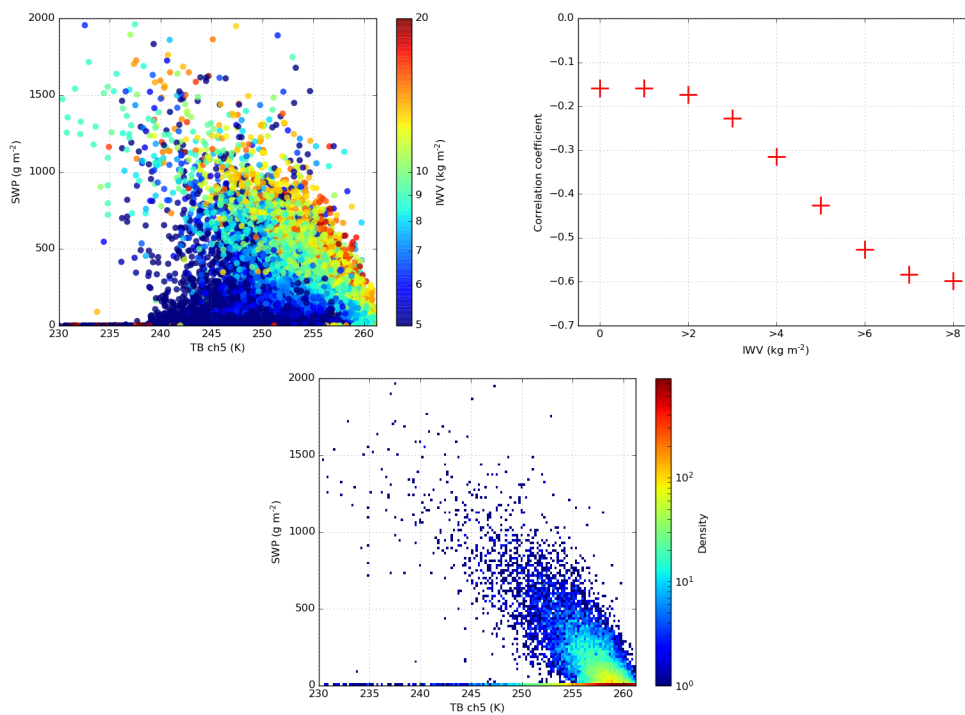 2000
1500
1000
500
0
SWP (g m⁻²)
230 235 240 245 250 255 260
TB ch5 (K)
20
10
9
8
7
6
5
IWV (kg m⁻²)
0.0
−0.1
−0.2
−0.3
−0.4
−0.5
−0.6
−0.7
Correlation coefficient
0 >2 >4 >6 >8
IWV (kg m⁻²)
2000
1500
1000
500
0
SWP (g m⁻²)
230 235 240 245 250 255 260
TB ch5 (K)
10²
10¹
10⁰
Density